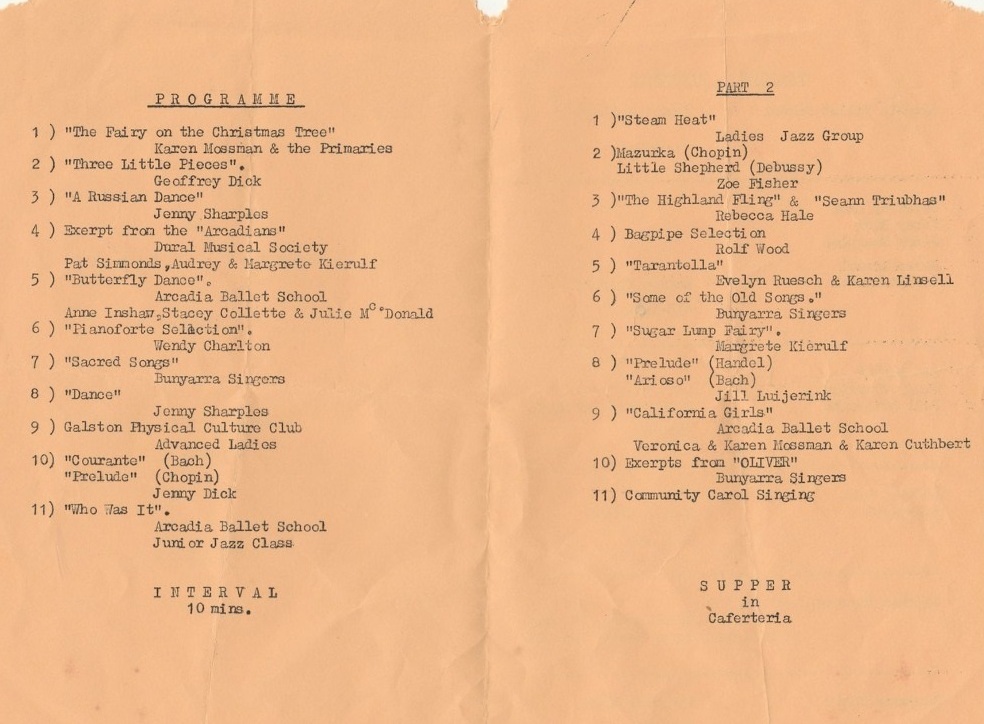 PROGRAMME
1 ) "The Fairy on the Christmas Tree"
Karen Mossman & the Primaries
2 ) "Three Little Pieces".
Geoffrey Dick
3 ) "A Russian Dance"
Jenny Sharples
4 ) Exerpt from the "Arcadians"
Dural Musical Society
Pat Simmonds,Audrey & Margrete Kierulf
5 ) "Butterfly Dance".
Arcadia Ballet School
Anne Inshaw,Stacey Collette & Julie Mc.Donald
6 ) "Pianoforte Selection".
Wendy Charlton
7 ) "Sacred Songs"
Bunyarra Singers
8 ) "Dance"
Jenny Sharples
9 ) Galston Physical Culture Club
Advanced Ladies
10) "Courante" (Bach)
"Prelude" (Chopin)
Jenny Dick
11) "Who Was It".
Arcadia Ballet School
Junior Jazz Class
INTERVAL
10 mins.
PART 2
1 )"Steam Heat"
Ladies Jazz Group
2 )Mazurka (Chopin)
Little Shepherd (Debussy)
Zoe Fisher
3 )"The Highland Fling" & "Seann Triubhas"
Rebecca Hale
4 ) Bagpipe Selection
Rolf Wood
5 ) "Tarantella"
Evelyn Ruesch & Karen Linsell
6 ) "Some of the Old Songs."
Bunyarra Singers
7 ) "Sugar Lump Fairy".
Margrete Kierulf
8 ) "Prelude" (Handel)
"Arioso" (Bach)
Jill Luijerink
9 ) "California Girls"
Arcadia Ballet School
Veronica & Karen Mossman & Karen Cuthbert
10) Exerpts from "OLIVER"
Bunyarra Singers
11) Community Carol Singing
SUPPER
in
Caferteria